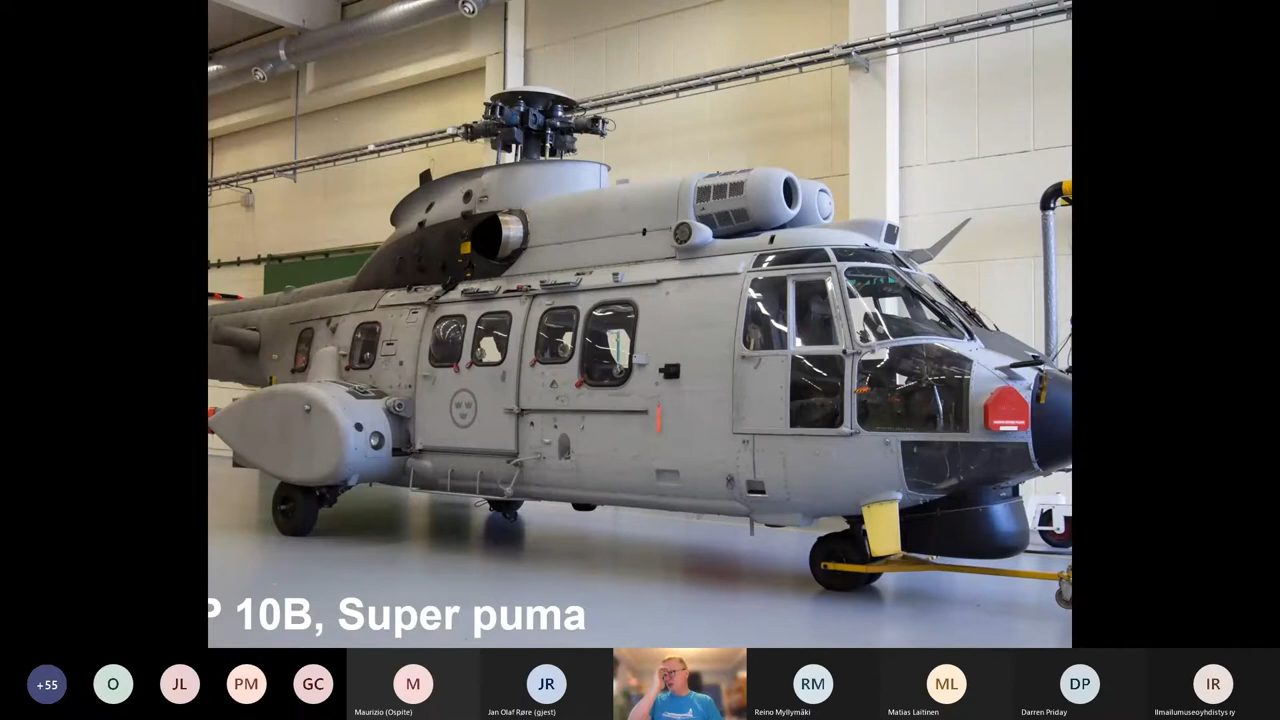 P 10B, Super puma
+55
O
JL
PM
GC
M
JR
RM
ML
DP
IR
Maurizio (Ospite)
Jan Olaf Røre (gjest)
Reino Myllymäki
Matias Laitinen
Darren Priday
Ilmailumuseoyhdistys ry